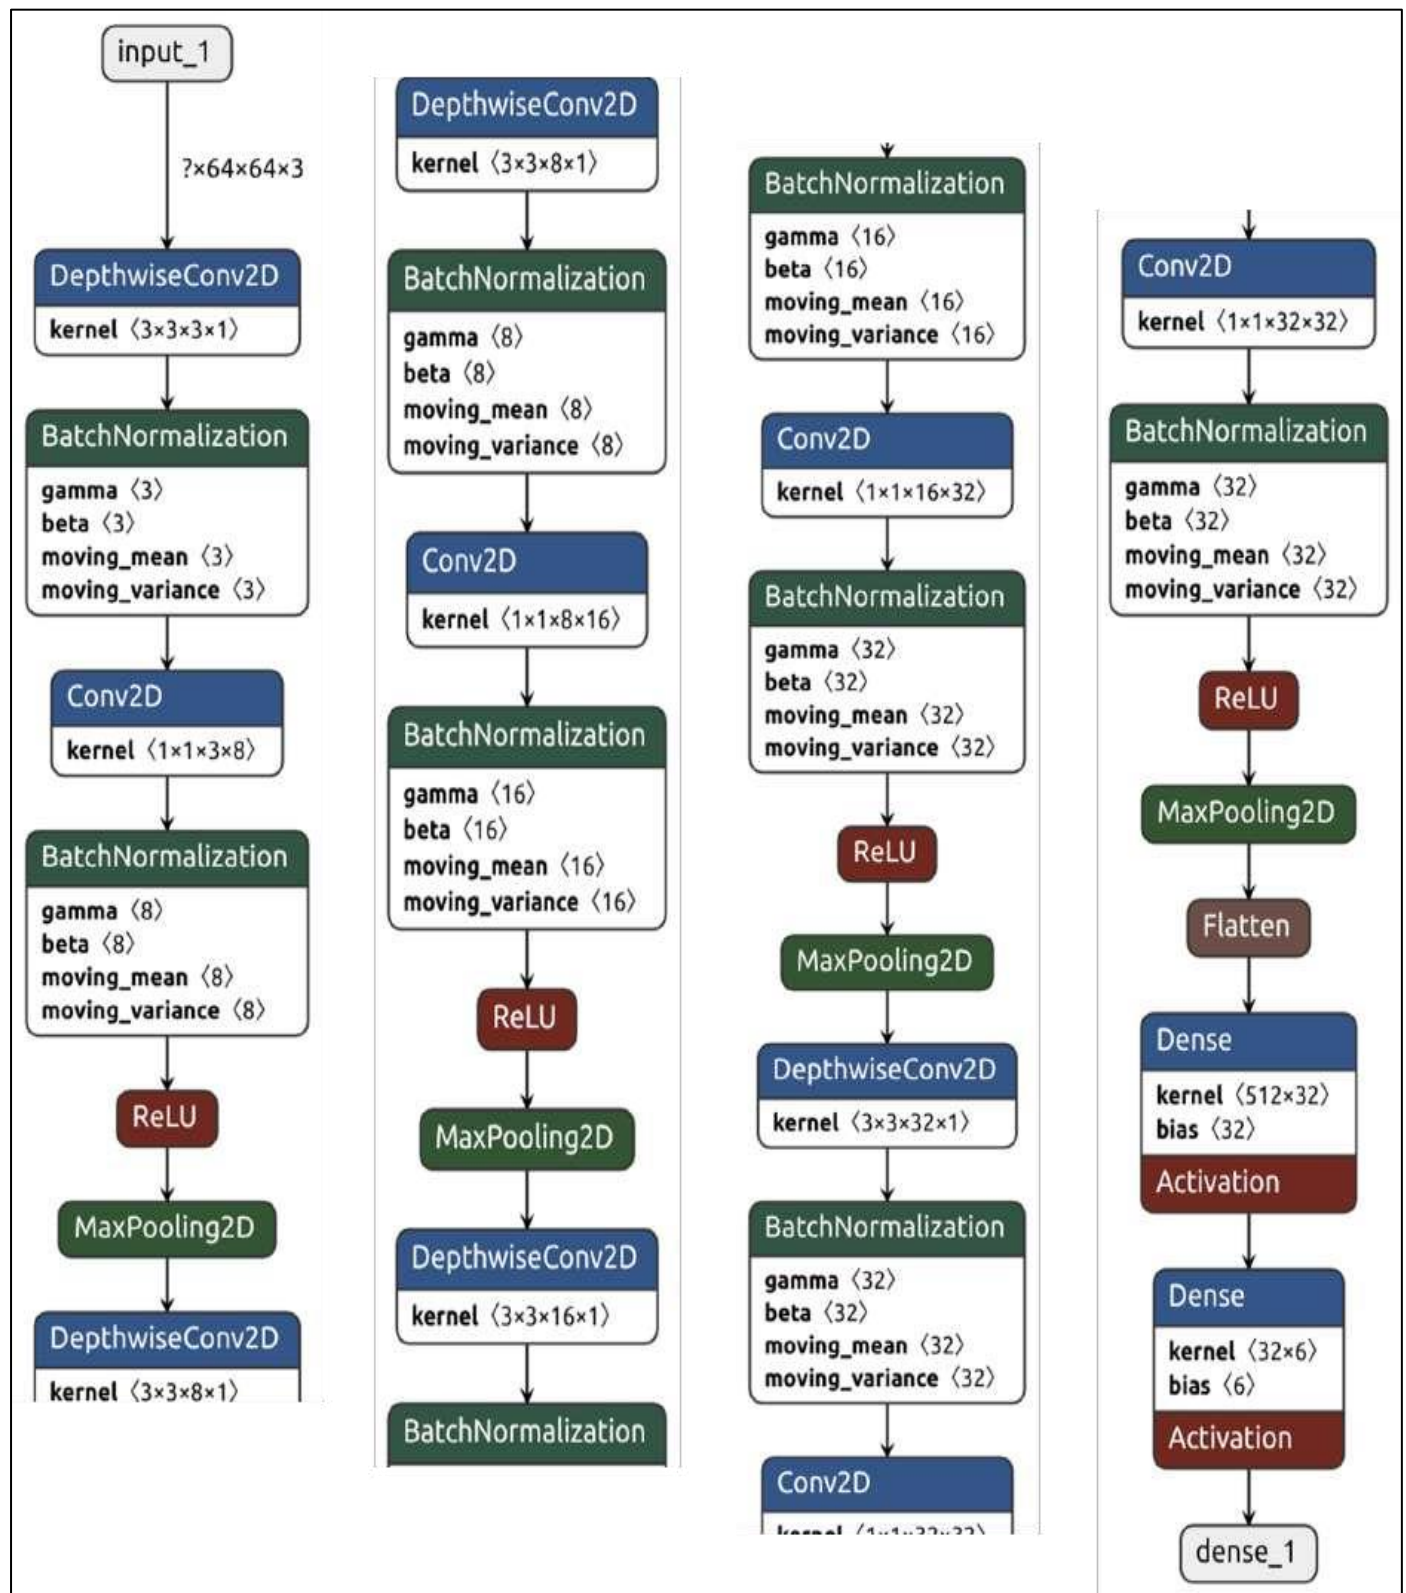 input_1
?×64×64×3
DepthwiseConv2D
kernel ⟨3×3×3×1⟩
BatchNormalization
gamma ⟨3⟩
beta ⟨3⟩
moving_mean ⟨3⟩
moving_variance ⟨3⟩
Conv2D
kernel ⟨1×1×3×8⟩
BatchNormalization
gamma ⟨8⟩
beta ⟨8⟩
moving_mean ⟨8⟩
moving_variance ⟨8⟩
ReLU
MaxPooling2D
DepthwiseConv2D
kernel ⟨3×3×8×1⟩
DepthwiseConv2D
kernel ⟨3×3×8×1⟩
BatchNormalization
gamma ⟨8⟩
beta ⟨8⟩
moving_mean ⟨8⟩
moving_variance ⟨8⟩
Conv2D
kernel ⟨1×1×8×16⟩
BatchNormalization
gamma ⟨16⟩
beta ⟨16⟩
moving_mean ⟨16⟩
moving_variance ⟨16⟩
ReLU
MaxPooling2D
DepthwiseConv2D
kernel ⟨3×3×16×1⟩
BatchNormalization
BatchNormalization
gamma ⟨16⟩
beta ⟨16⟩
moving_mean ⟨16⟩
moving_variance ⟨16⟩
Conv2D
kernel ⟨1×1×16×32⟩
BatchNormalization
gamma ⟨32⟩
beta ⟨32⟩
moving_mean ⟨32⟩
moving_variance ⟨32⟩
ReLU
MaxPooling2D
DepthwiseConv2D
kernel ⟨3×3×32×1⟩
BatchNormalization
gamma ⟨32⟩
beta ⟨32⟩
moving_mean ⟨32⟩
moving_variance ⟨32⟩
Conv2D
kernel ⟨1×1×32×32⟩
Conv2D
kernel ⟨1×1×32×32⟩
BatchNormalization
gamma ⟨32⟩
beta ⟨32⟩
moving_mean ⟨32⟩
moving_variance ⟨32⟩
ReLU
MaxPooling2D
Flatten
Dense
kernel ⟨512×32⟩
bias ⟨32⟩
Activation
Dense
kernel ⟨32×6⟩
bias ⟨6⟩
Activation
dense_1